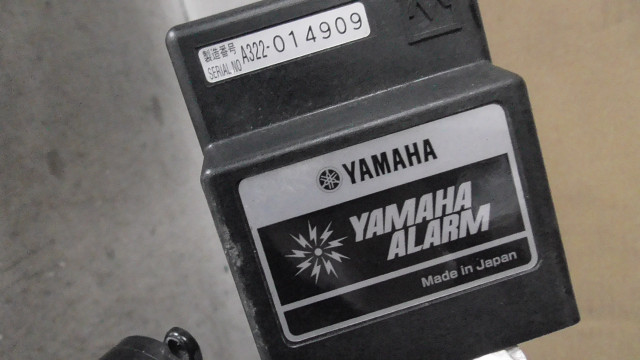 製造番号
SERIAL NO A322-014909
YAMAHA
YAMAHA
ALARM
Made in Japan